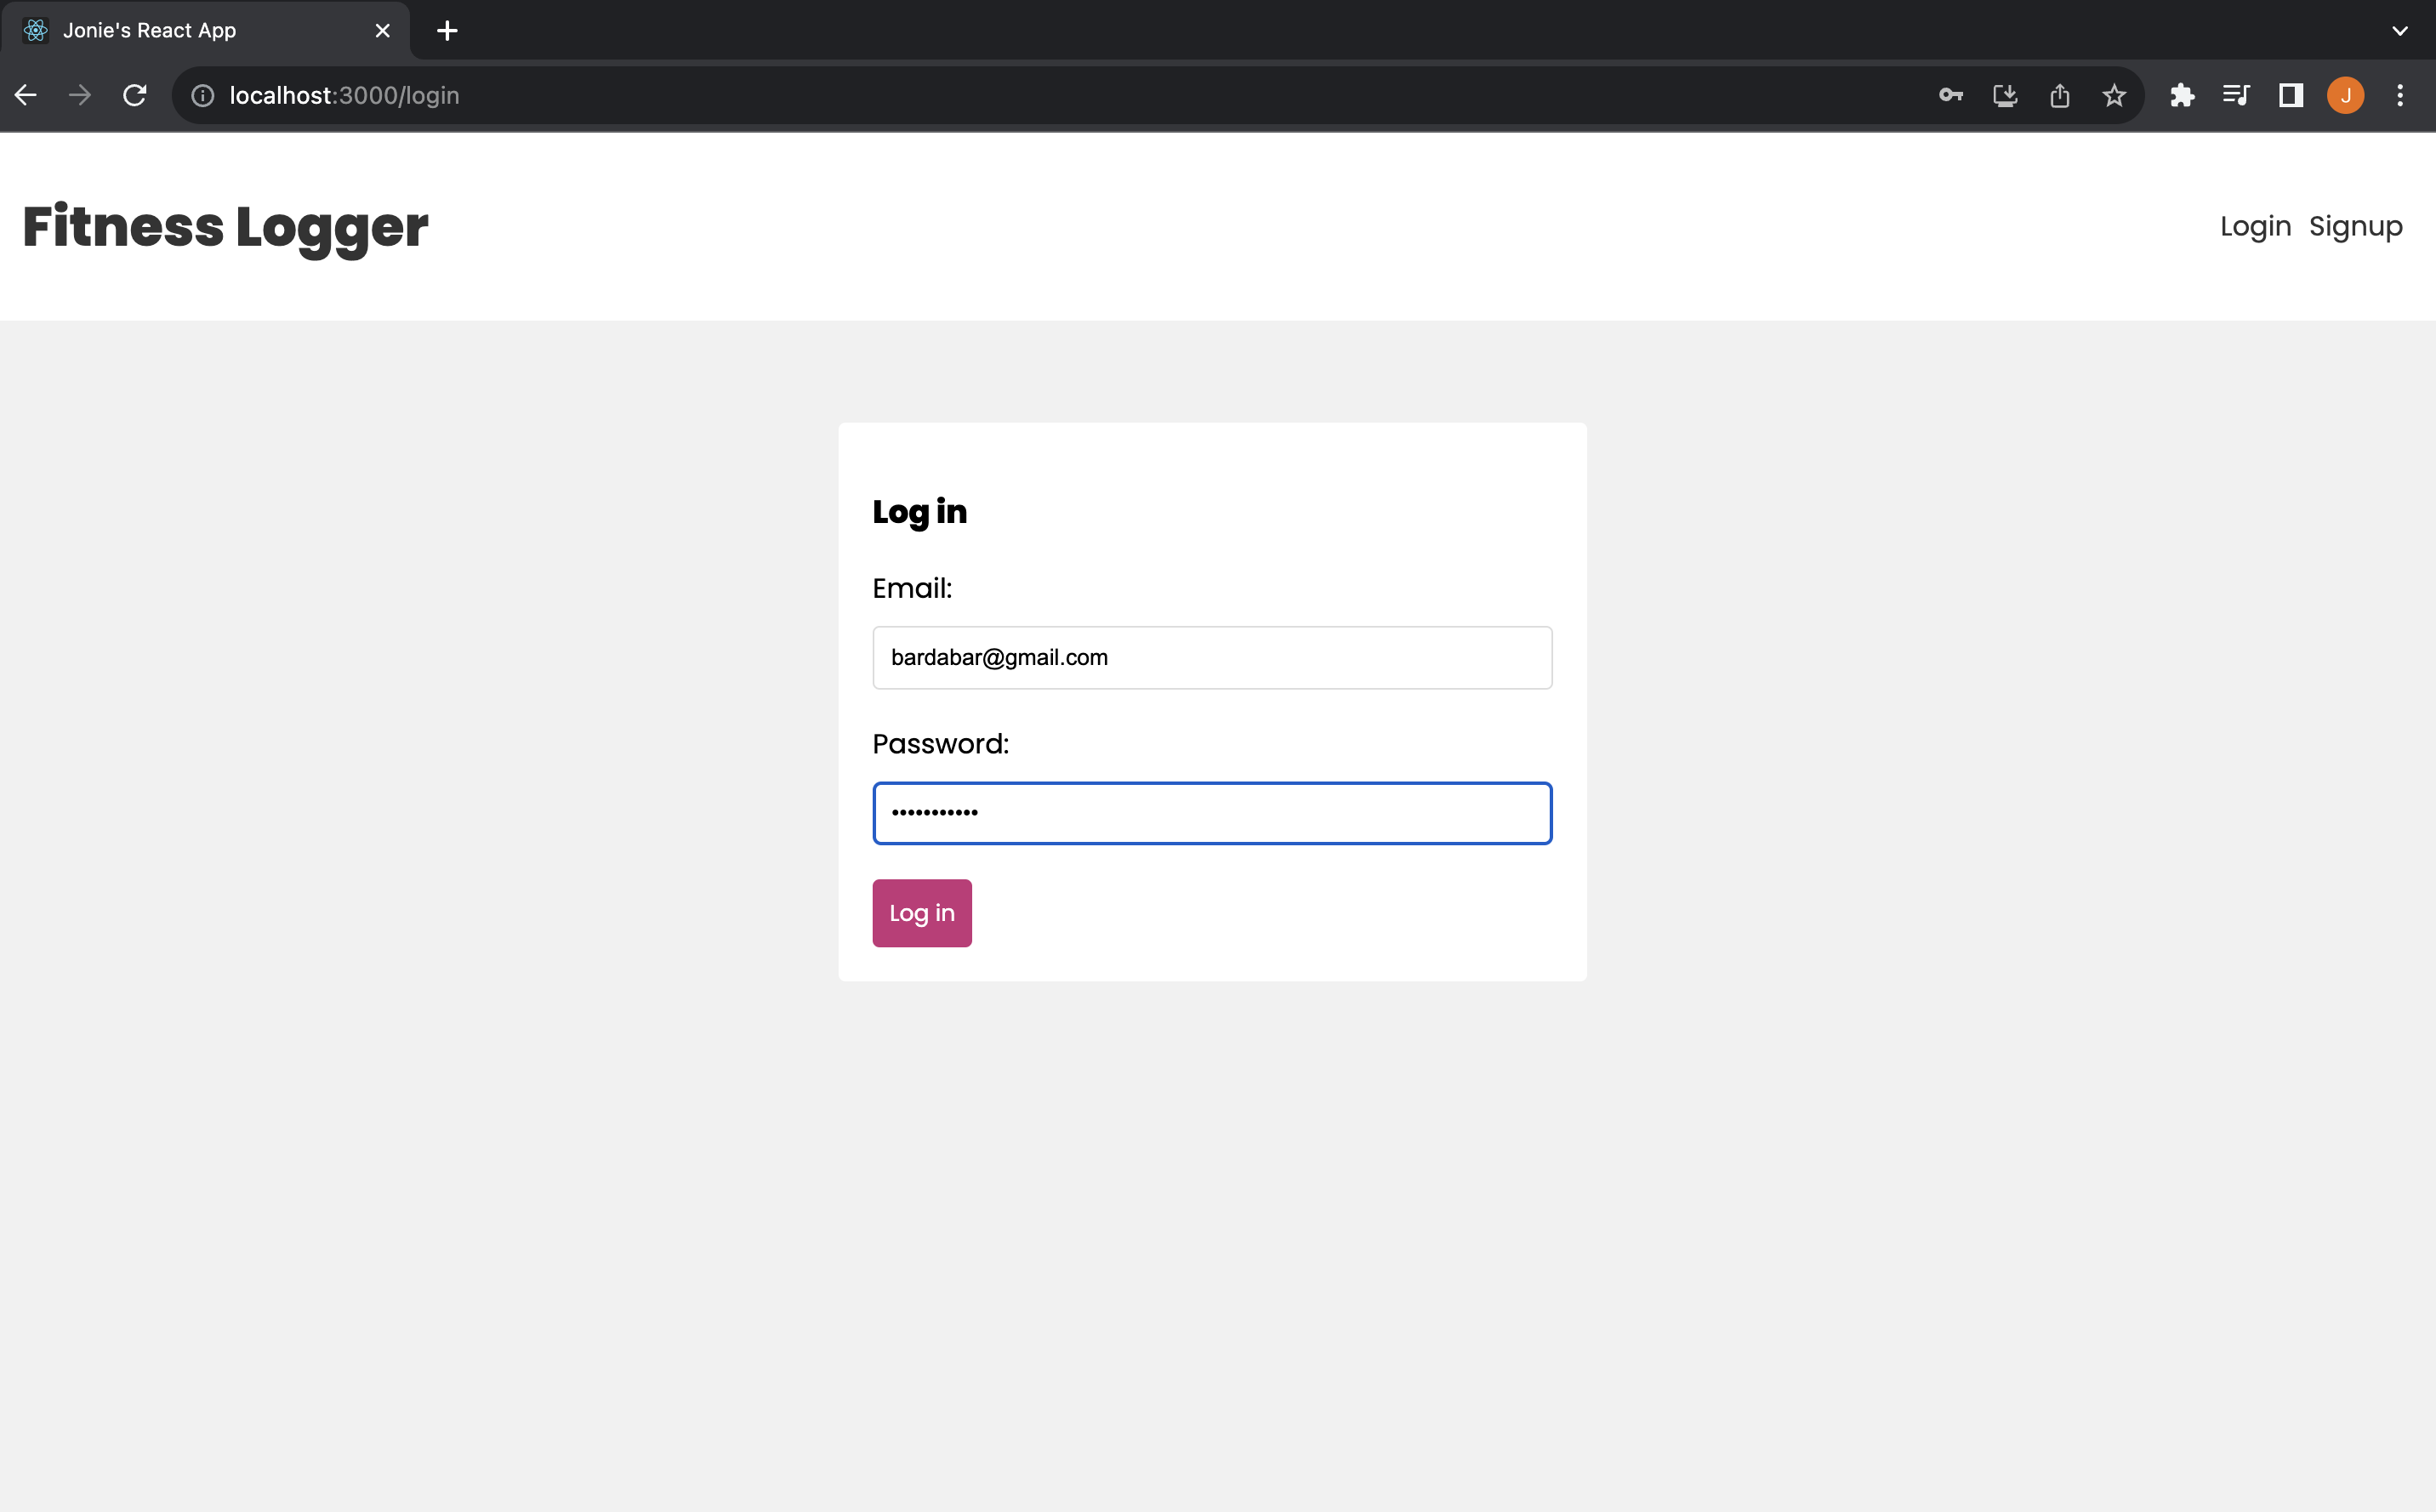 Jonie's React App
localhost:3000/login
J
Fitness Logger
Login Signup
Log in
Email:
bardabar@gmail.com
Password:
•••••••••••
Log in